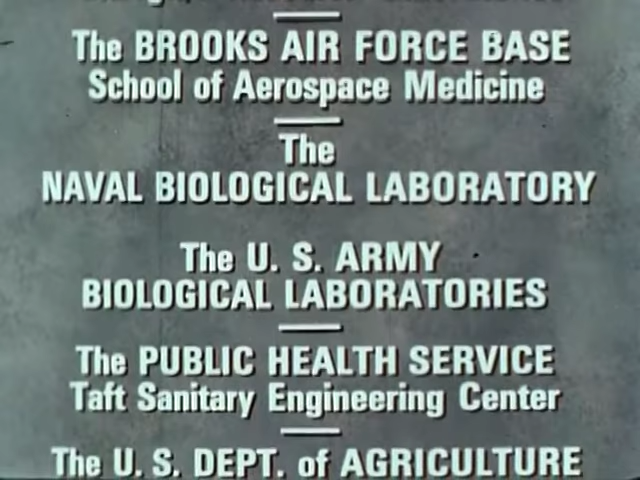 The BROOKS AIR FORCE BASE
School of Aerospace Medicine
The
NAVAL BIOLOGICAL LABORATORY
The U. S. ARMY
BIOLOGICAL LABORATORIES
The PUBLIC HEALTH SERVICE
Taft Sanitary Engineering Center
The U. S. DEPT. of AGRICULTURE